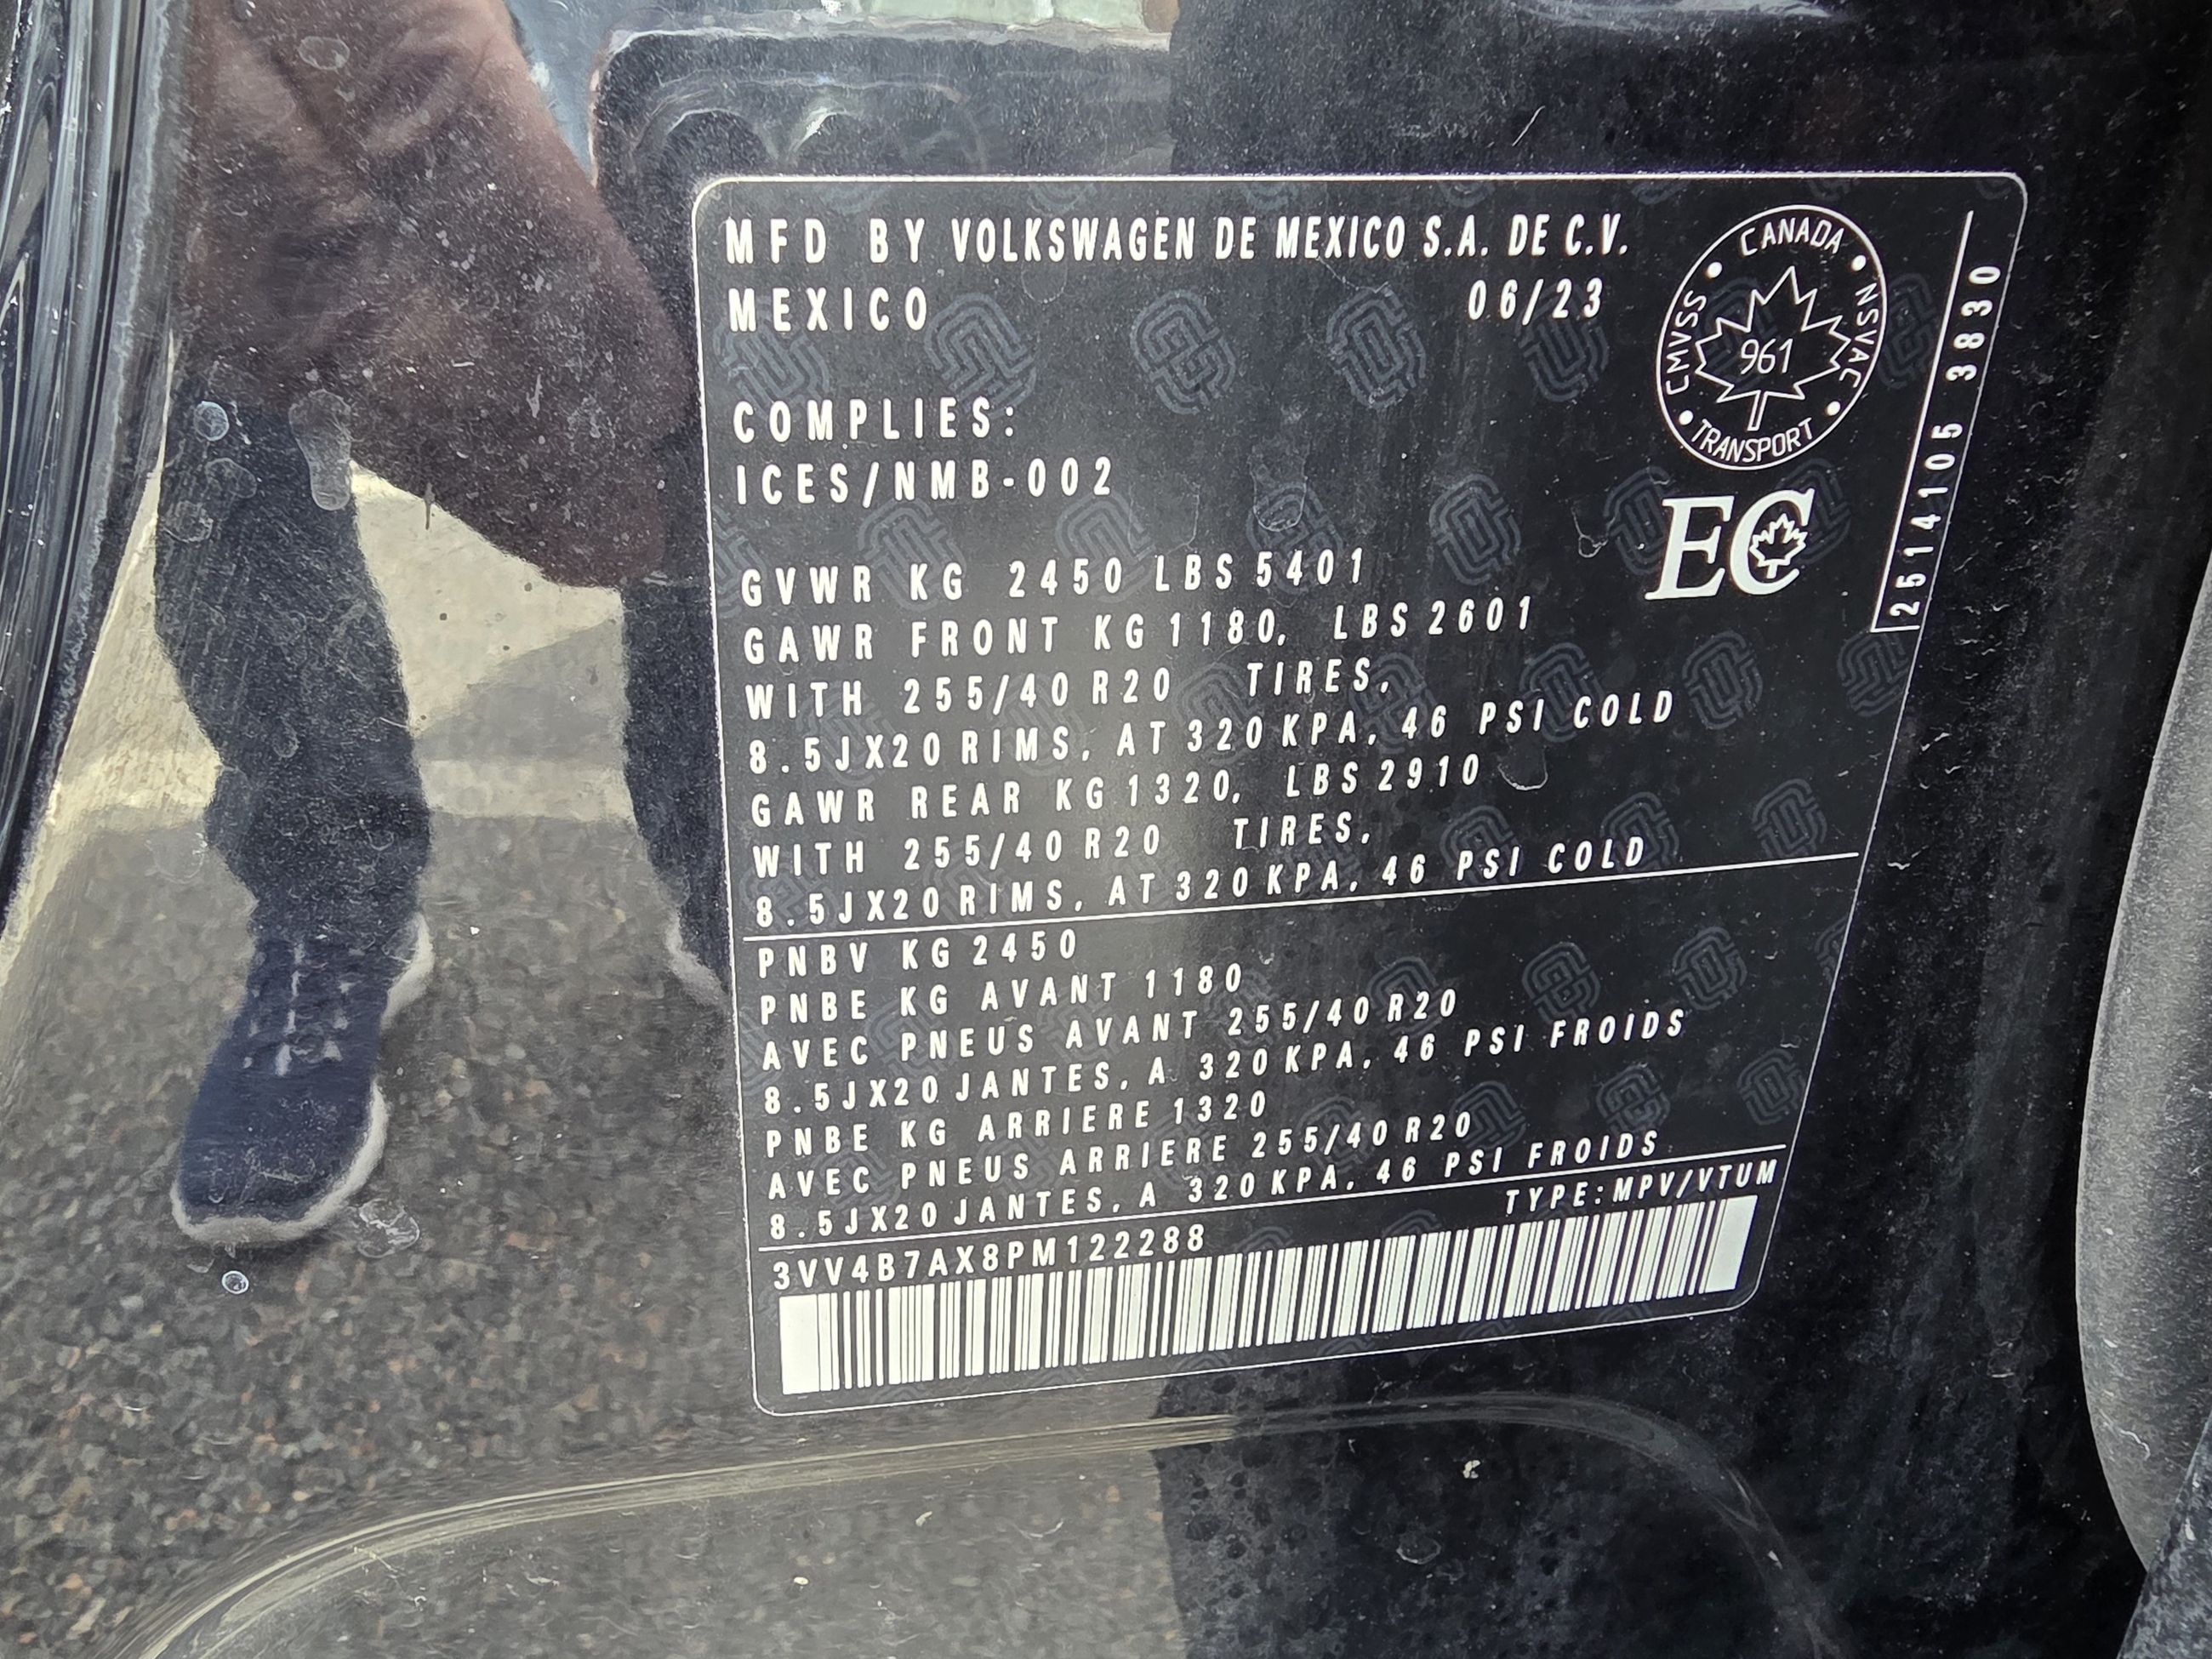 MFD BY VOLKSWAGEN DE MEXICO S.A. DE C.V.
MEXICO 06/23
CANADA
CMVSS
NSVAC
961
TRANSPORT
2514105 3830
COMPLIES:
ICES/NMB-002
EC
GVWR KG 2450 LBS 5401
GAWR FRONT KG 1180, LBS 2601
WITH 255/40 R20 TIRES,
8.5JX20 RIMS, AT 320 KPA, 46 PSI COLD
GAWR REAR KG 1320, LBS 2910
WITH 255/40 R20 TIRES,
8.5JX20 RIMS, AT 320 KPA, 46 PSI COLD
PNBV KG 2450
PNBE KG AVANT 1180
AVEC PNEUS AVANT 255/40 R20
8.5JX20 JANTES, A 320 KPA, 46 PSI FROIDS
PNBE KG ARRIERE 1320
AVEC PNEUS ARRIERE 255/40 R20
8.5JX20 JANTES, A 320 KPA, 46 PSI FROIDS
TYPE:MPV/VTUM
3VV4B7AX8PM122288